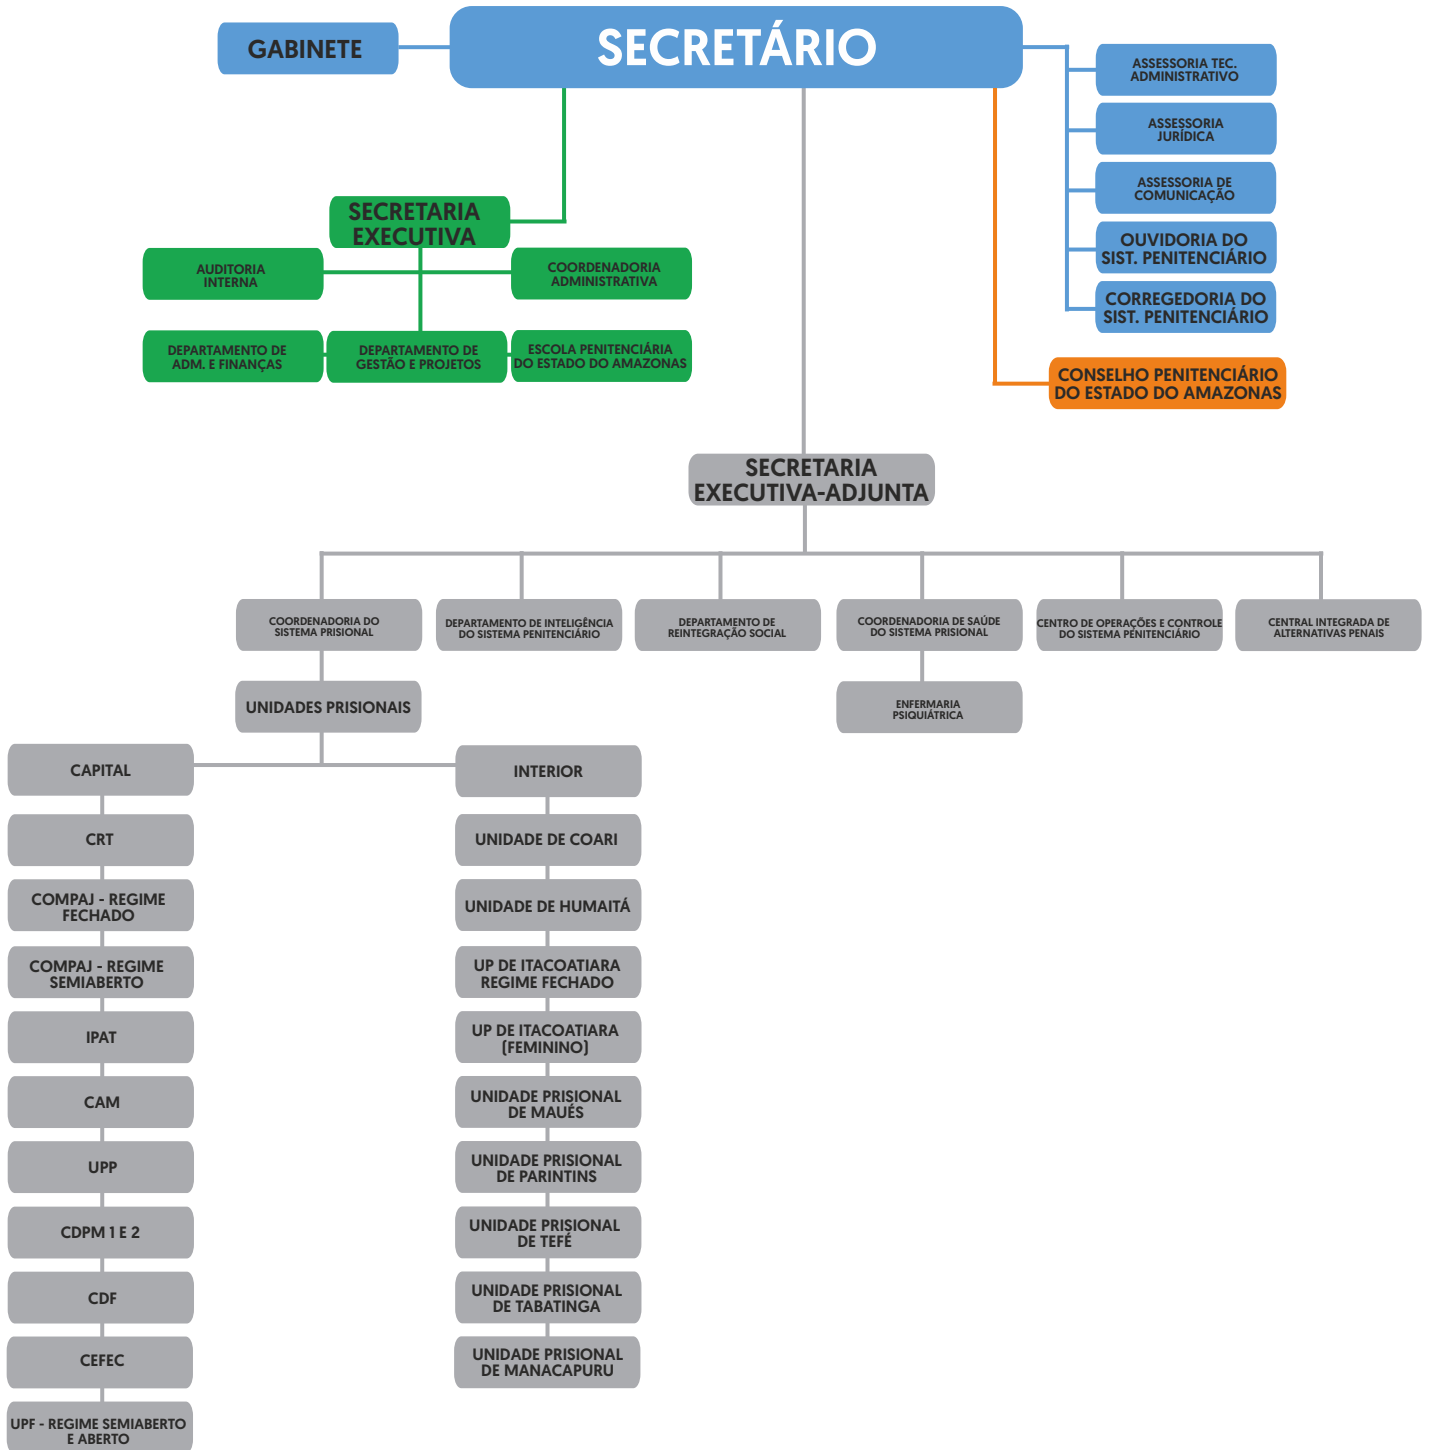 GABINETE
SECRETÁRIO
ASSESSORIA TEC.
ADMINISTRATIVO
ASSESSORIA
JURÍDICA
ASSESSORIA DE
COMUNICAÇÃO
OUVIDORIA DO
SIST. PENITENCIÁRIO
CORREGEDORIA DO
SIST. PENITENCIÁRIO
SECRETARIA
EXECUTIVA
AUDITORIA
INTERNA
COORDENADORIA
ADMINISTRATIVA
DEPARTAMENTO DE
ADM. E FINANÇAS
DEPARTAMENTO DE
GESTÃO E PROJETOS
ESCOLA PENITENCIÁRIA
DO ESTADO DO AMAZONAS
CONSELHO PENITENCIÁRIO
DO ESTADO DO AMAZONAS
SECRETARIA
EXECUTIVA-ADJUNTA
COORDENADORIA DO
SISTEMA PRISIONAL
DEPARTAMENTO DE INTELIGÊNCIA
DO SISTEMA PENITENCIÁRIO
DEPARTAMENTO DE
REINTEGRAÇÃO SOCIAL
COORDENADORIA DE SAÚDE
DO SISTEMA PRISIONAL
CENTRO DE OPERAÇÕES E CONTROLE
DO SISTEMA PENITENCIÁRIO
CENTRAL INTEGRADA DE
ALTERNATIVAS PENAIS
UNIDADES PRISIONAIS
ENFERMARIA
PSIQUIÁTRICA
CAPITAL
CRT
COMPAJ - REGIME
FECHADO
COMPAJ - REGIME
SEMIABERTO
IPAT
CAM
UPP
CDPM 1 E 2
CDF
CEFEC
UPF - REGIME SEMIABERTO
E ABERTO
INTERIOR
UNIDADE DE COARI
UNIDADE DE HUMAITÁ
UP DE ITACOATIARA
REGIME FECHADO
UP DE ITACOATIARA
(FEMININO)
UNIDADE PRISIONAL
DE MAUÉS
UNIDADE PRISIONAL
DE PARINTINS
UNIDADE PRISIONAL
DE TEFÉ
UNIDADE PRISIONAL
DE TABATINGA
UNIDADE PRISIONAL
DE MANACAPURU